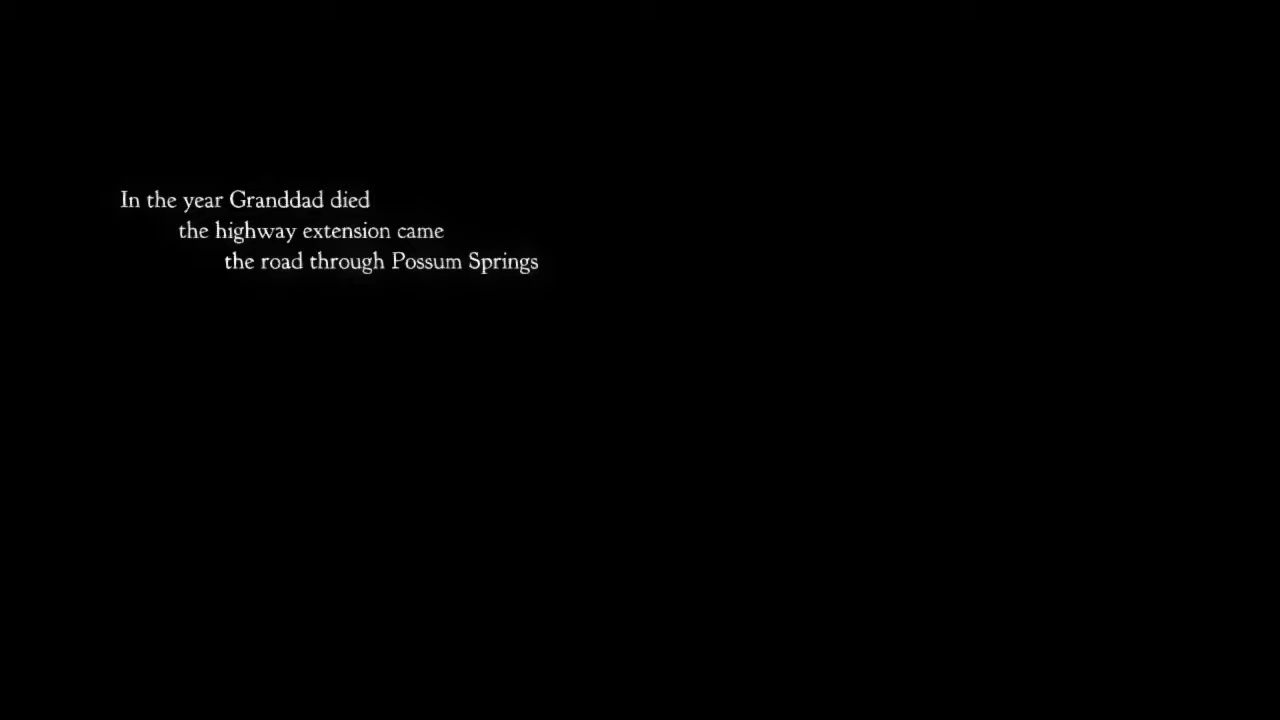 In the year Granddad died
the highway extension came
the road through Possum Springs